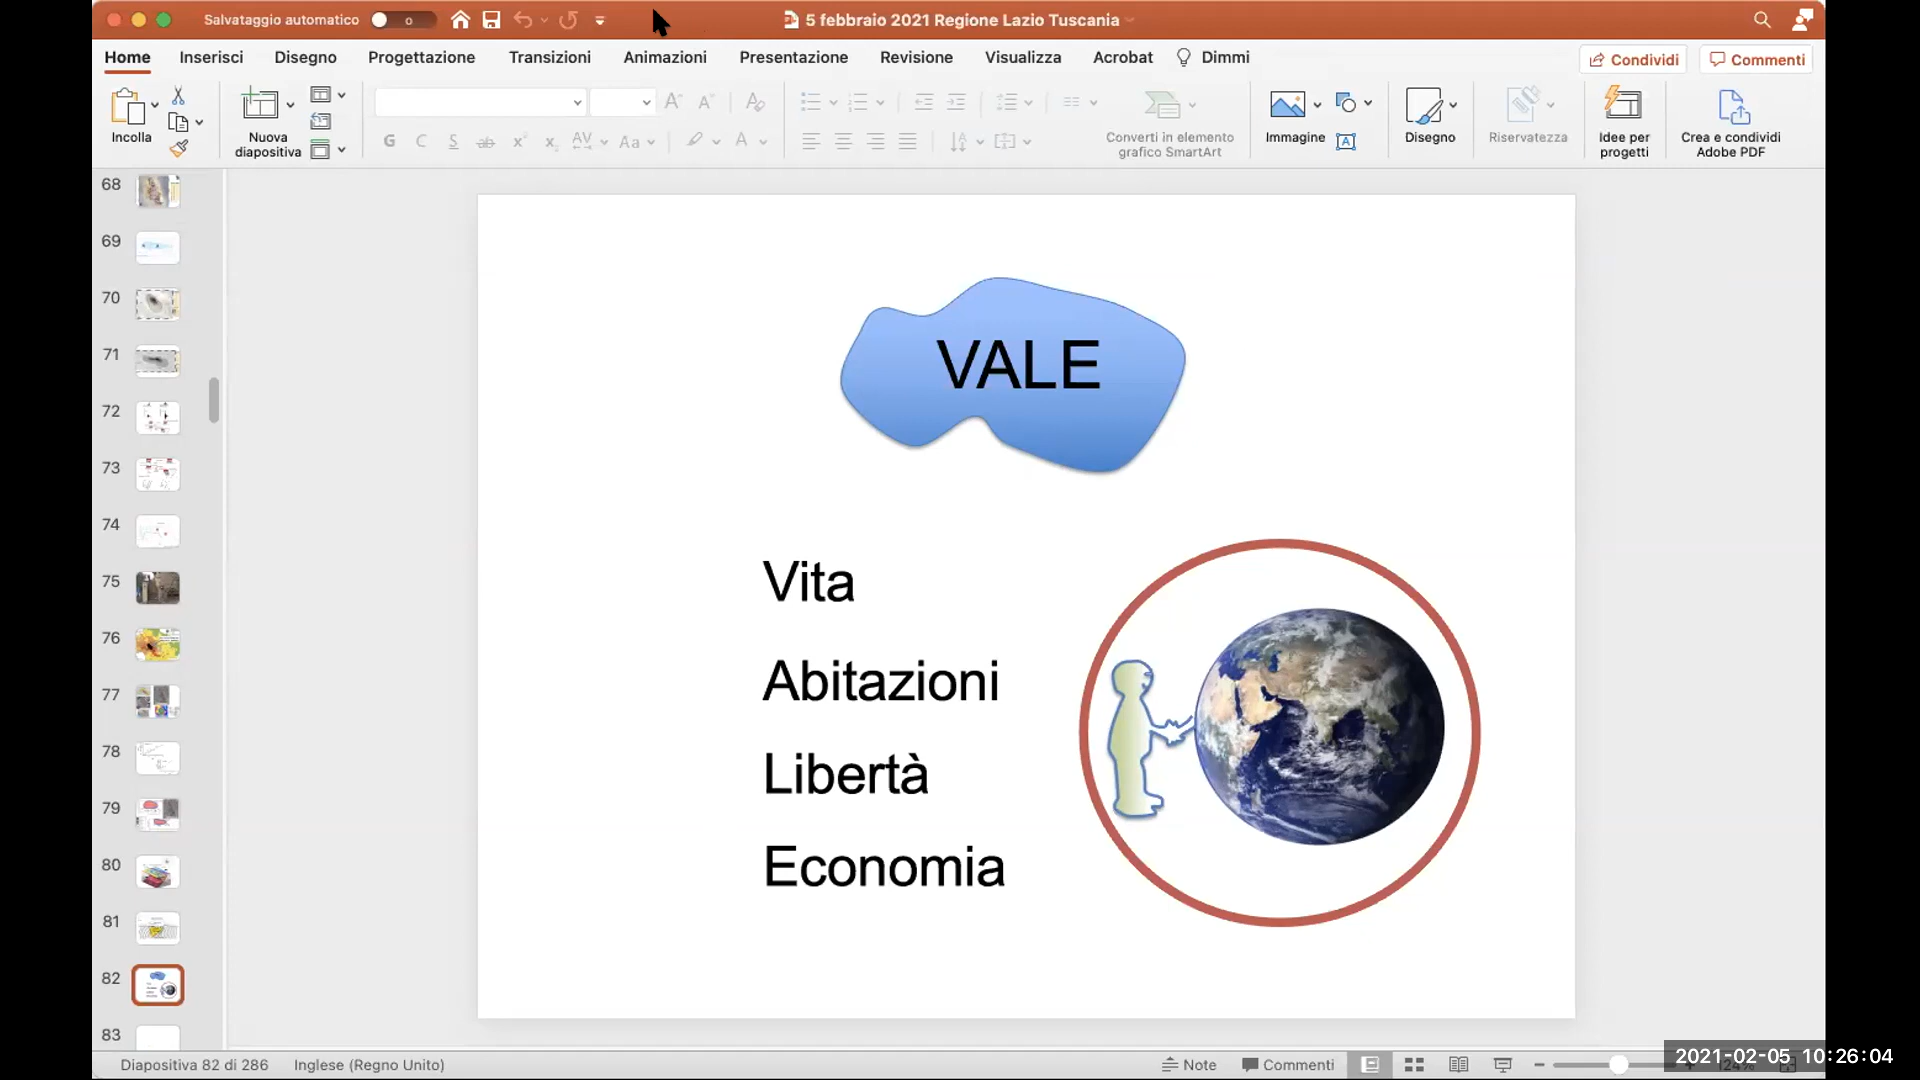 Salvataggio automatico
5 febbraio 2021 Regione Lazio Tuscania
Home Inserisci Disegno Progettazione Transizioni Animazioni Presentazione Revisione Visualizza Acrobat Dimmi Condividi Commenti
Incolla
Nuova
diapositiva
G C S ab x x AV Aa A
Converti in elemento
grafico SmartArt
Immagine
Disegno
Riservatezza
Idee per
progetti
Crea e condividi
Adobe PDF
68
69
70
71
72
73
74
75
76
77
78
79
80
81
82
83
VALE
Vita
Abitazioni
Libertà
Economia
Diapositiva 82 di 286 Inglese (Regno Unito) Note Commenti
2021-02-05 10:26:04